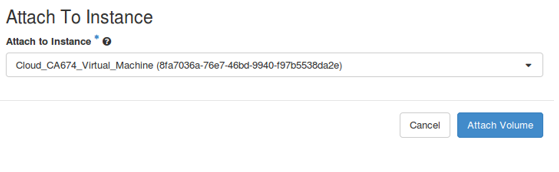 Attach To Instance
Attach to Instance * ?
Cloud_CA674_Virtual_Machine (8fa7036a-76e7-46bd-9940-f97b5538da2e)
Cancel Attach Volume